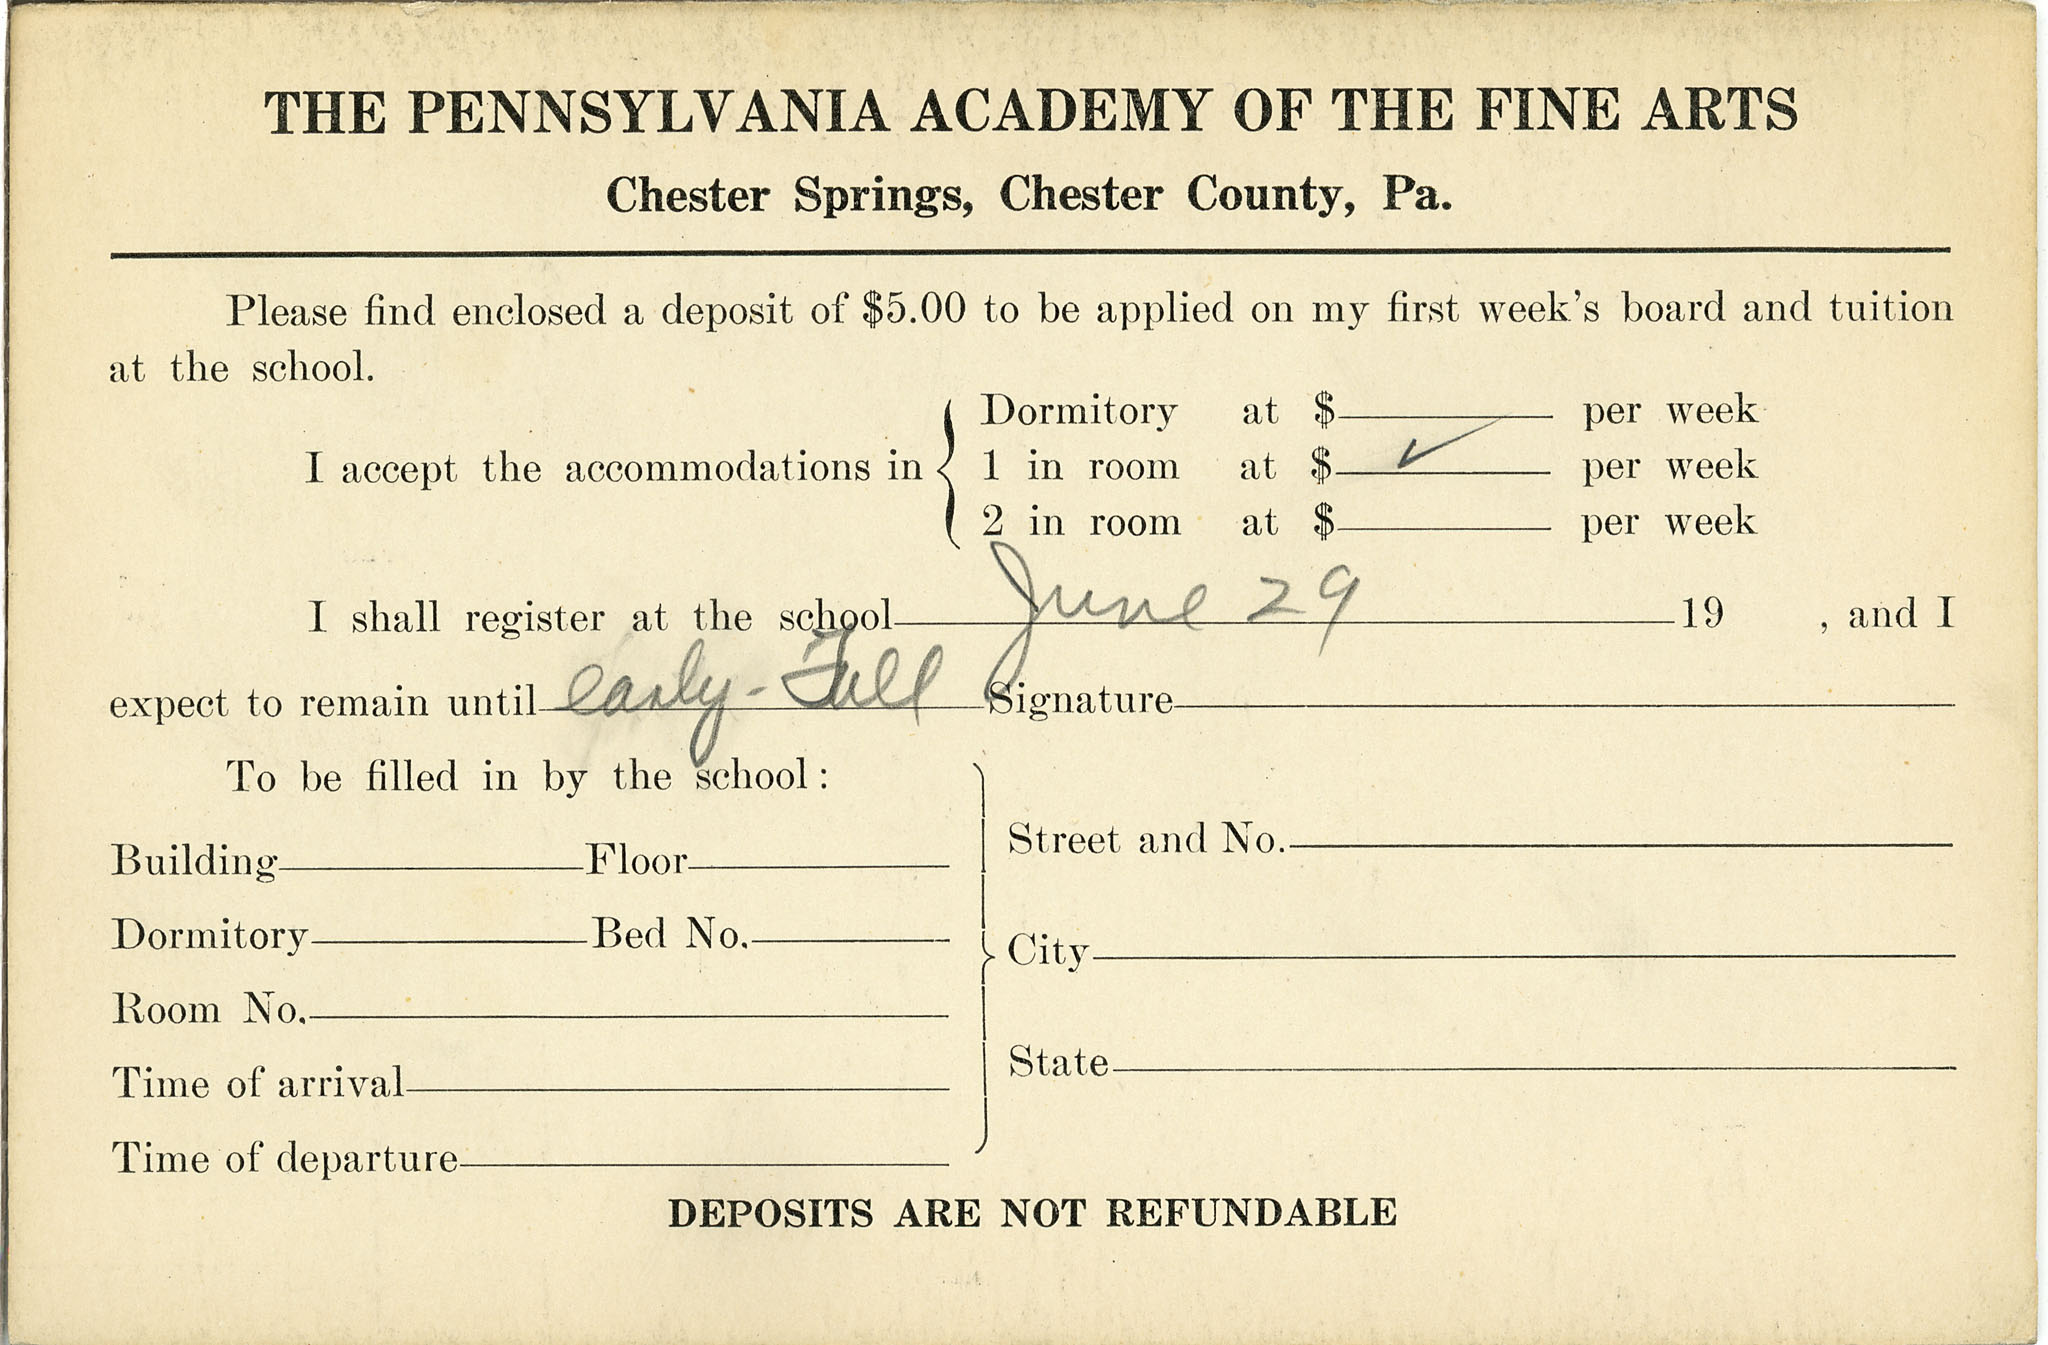 THE PENNSYLVANIA ACADEMY OF THE FINE ARTS
Chester Springs, Chester County, Pa.
Please find enclosed a deposit of $5.00 to be applied on my first week's board and tuition
at the school.
Dormitory at $ per week
I accept the accommodations in { 1 in room at $ ✓ per week
2 in room at $ per week
I shall register at the school June 29 19 , and I
expect to remain until early-Fall Signature
To be filled in by the school:
Building Floor Street and No.
Dormitory Bed No. City
Room No.
Time of arrival State
Time of departure
DEPOSITS ARE NOT REFUNDABLE